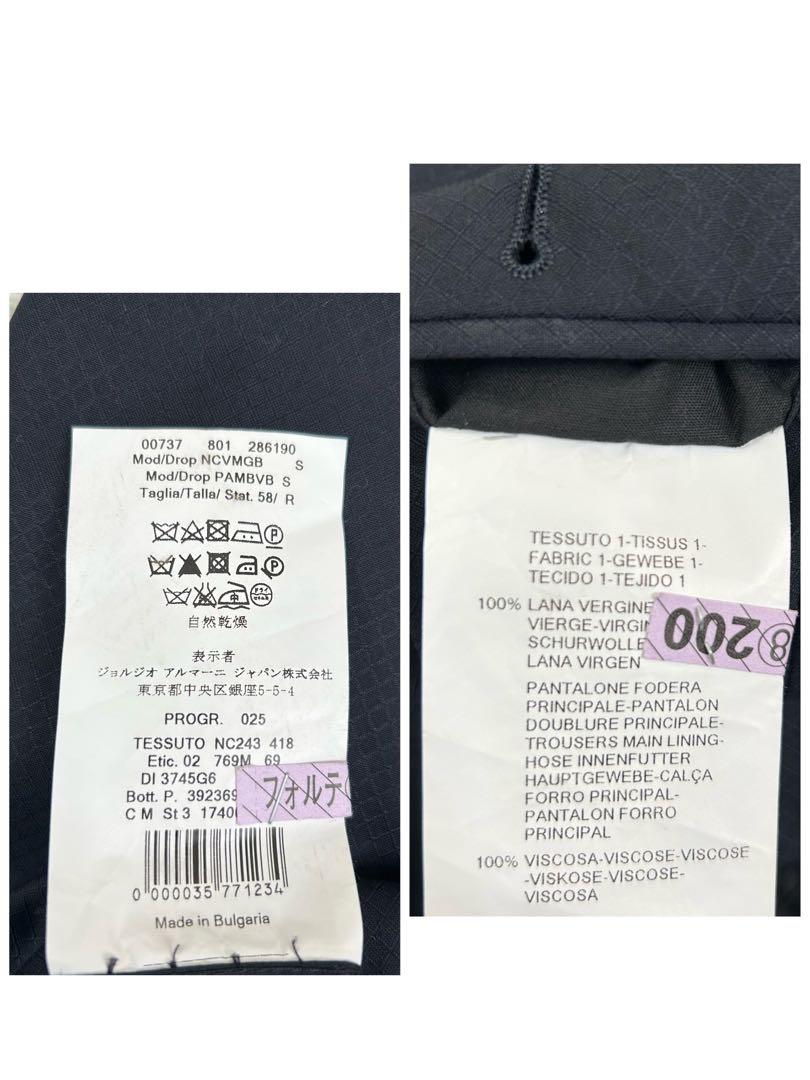 00737 801 286190
Mod/Drop NCVMGB S
Mod/Drop PAMBVB S
Taglia/Talla/ Stat. 58/ R
P
P
ドライ
自然乾燥
表示者
ジョルジオ アルマーニ ジャパン株式会社
東京都中央区銀座5-5-4
PROGR. 025
TESSUTO NC243 418
Etic. 02 769M 69
DI 3745G6
Bott. P. 392369
C M St 3 1740
フォルテ
0 000035 771234
Made in Bulgaria
TESSUTO 1-TISSUS 1-
FABRIC 1-GEWEBE 1-
TECIDO 1-TEJIDO 1
100% LANA VERGINE
VIERGE-VIRGI
SCHURWOLLE
LANA VIRGEN
⑧200
PANTALONE FODERA
PRINCIPALE-PANTALON
DOUBLURE PRINCIPALE-
TROUSERS MAIN LINING-
HOSE INNENFUTTER
HAUPTGEWEBE-CALÇA
FORRO PRINCIPAL-
PANTALON FORRO
PRINCIPAL
100% VISCOSA-VISCOSE-VISCOSE
-VISKOSE-VISCOSE-
VISCOSA